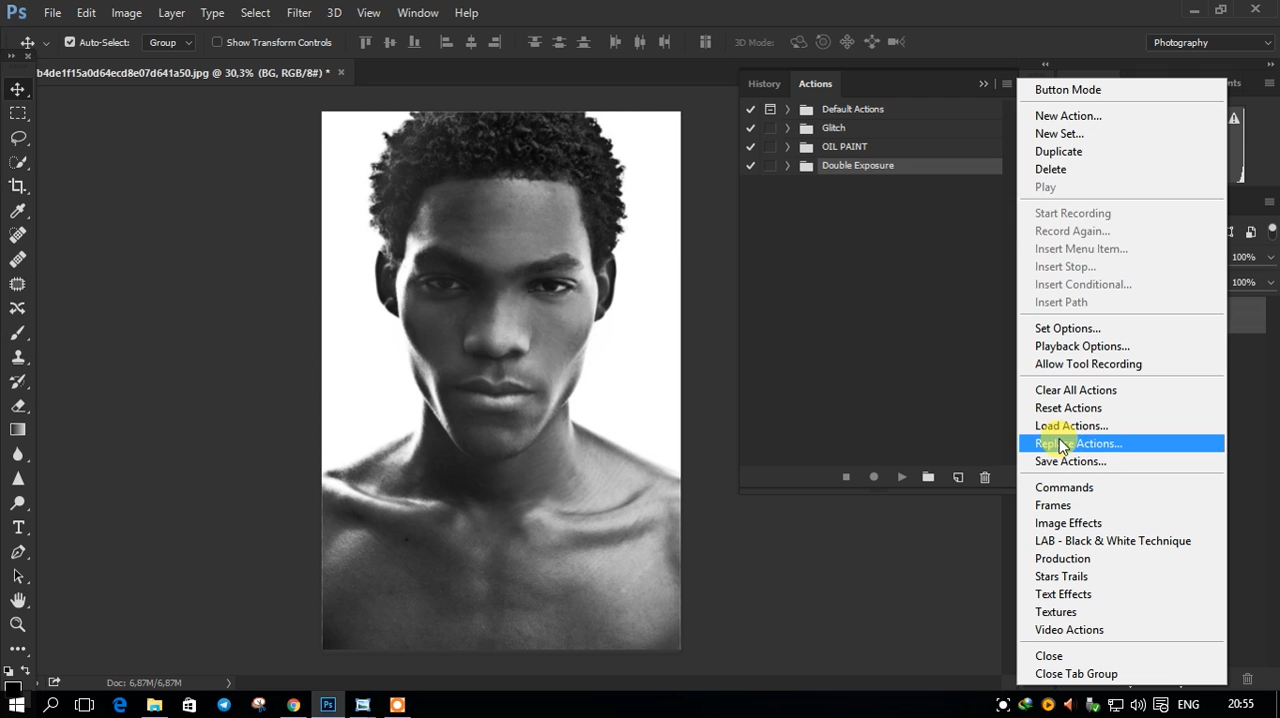 Ps File Edit Image Layer Type Select Filter 3D View Window Help
Auto-Select: Group Show Transform Controls 3D Mode: Photography
b4de1f15a0d64ecd8e07d641a50.jpg @ 30,3% (BG, RGB/8#) * ×
History Actions
Default Actions
Glitch
OIL PAINT
Double Exposure
Button Mode
New Action...
New Set...
Duplicate
Delete
Play
Start Recording
Record Again...
Insert Menu Item...
Insert Stop...
Insert Conditional...
Insert Path
Set Options...
Playback Options...
Allow Tool Recording
Clear All Actions
Reset Actions
Load Actions...
Replace Actions...
Save Actions...
Commands
Frames
Image Effects
LAB - Black & White Technique
Production
Stars Trails
Text Effects
Textures
Video Actions
Close
Close Tab Group
100%
100%
Doc: 6,87M/6,87M
Ps ENG 20:55